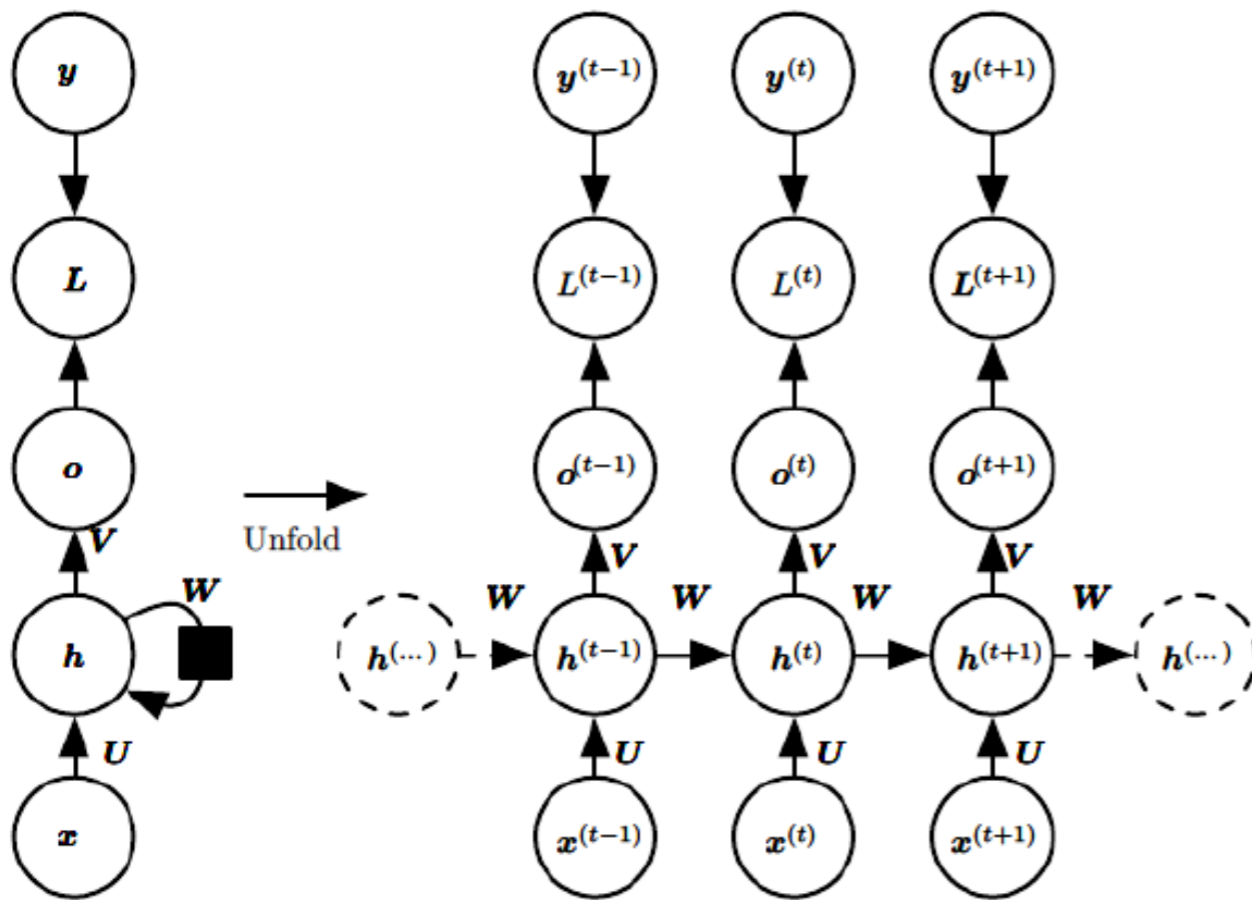 y y^{(t-1)} y^{(t)} y^{(t+1)}
L L^{(t-1)} L^{(t)} L^{(t+1)}
o o^{(t-1)} o^{(t)} o^{(t+1)}
Unfold
V V V V
W W W W W
h h^{(...)} h^{(t-1)} h^{(t)} h^{(t+1)} h^{(...)}
U U U U
x x^{(t-1)} x^{(t)} x^{(t+1)}